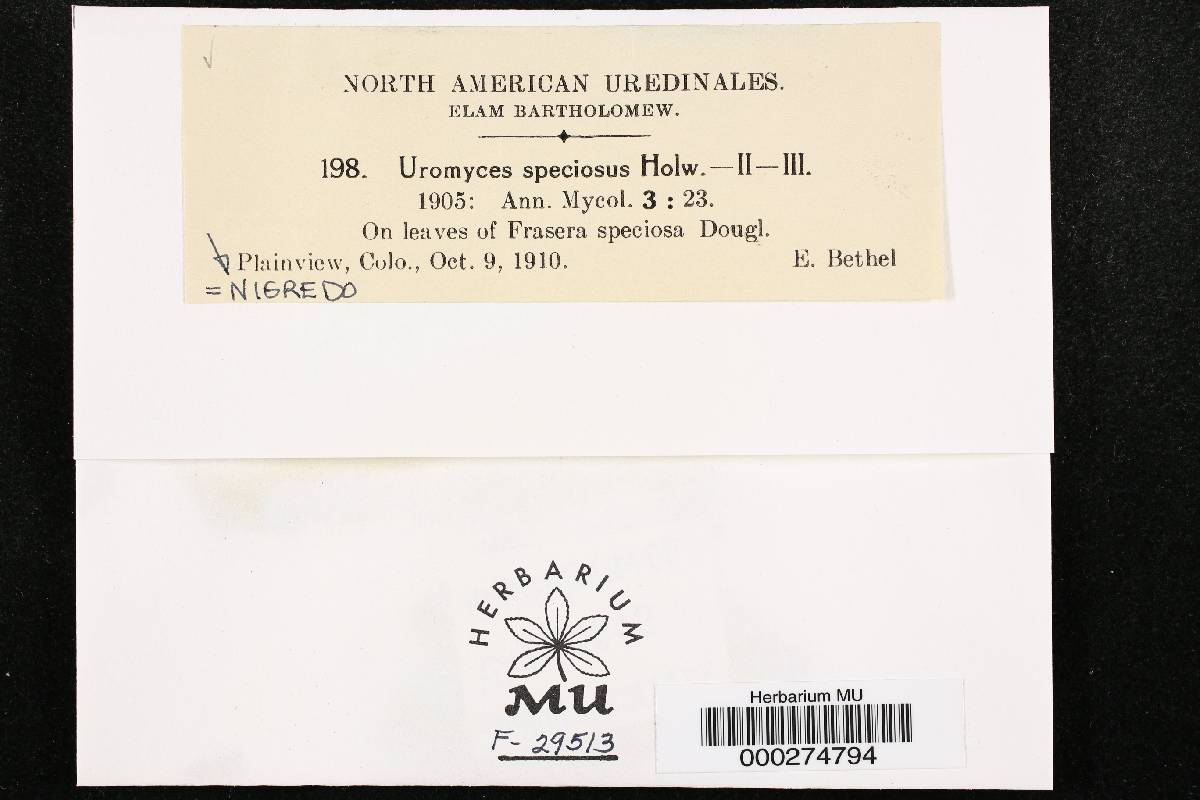 NORTH AMERICAN UREDINALES.
ELAM BARTHOLOMEW.
198. Uromyces speciosus Holw.—II—III.
1905: Ann. Mycol. 3 : 23.
On leaves of Frasera speciosa Dougl.
Plainview, Colo., Oct. 9, 1910. E. Bethel
= NIGREDO
HERBARIUM
MU
F- 29513
Herbarium MU
000274794